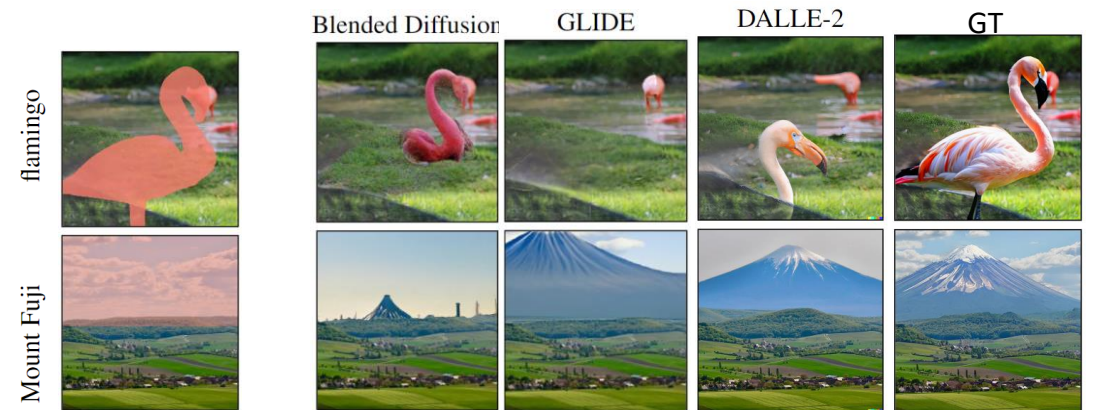 Blended Diffusion
GLIDE
DALLE-2
GT
flamingo
Mount Fuji